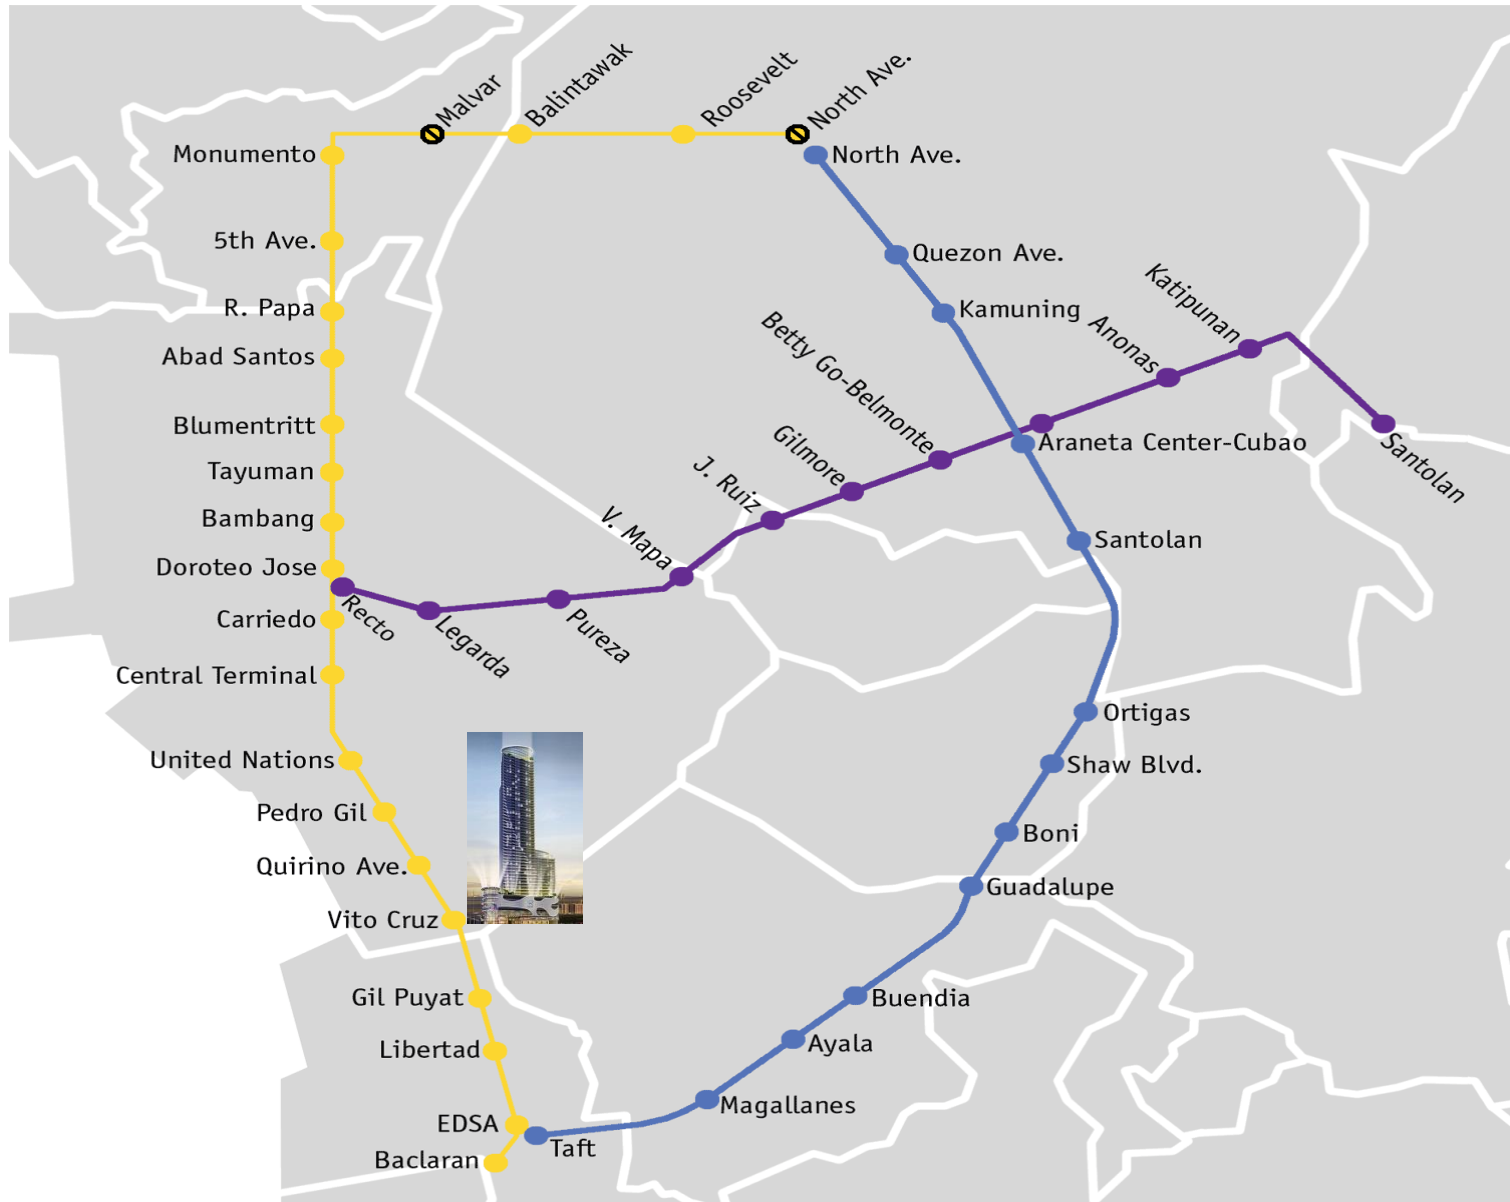 Malvar
Balintawak
Roosevelt
North Ave.
Monumento
North Ave.
5th Ave.
Quezon Ave.
R. Papa
Kamuning
Katipunan
Anonas
Abad Santos
Betty Go-Belmonte
Blumentritt
Gilmore
Araneta Center-Cubao
Santolan
Tayuman
J. Ruiz
Bambang
V. Mapa
Santolan
Doroteo Jose
Recto
Carriedo
Legarda
Pureza
Central Terminal
Ortigas
United Nations
Shaw Blvd.
Pedro Gil
Boni
Quirino Ave.
Guadalupe
Vito Cruz
Gil Puyat
Buendia
Libertad
Ayala
Magallanes
EDSA
Taft
Baclaran